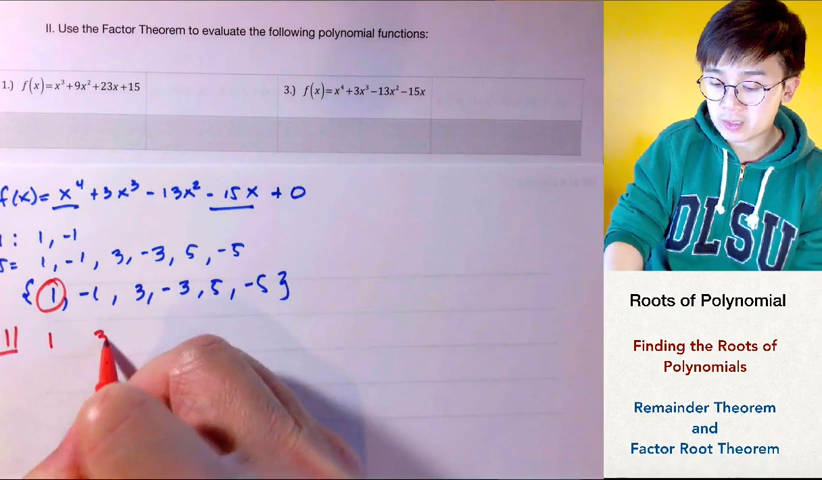 II. Use the Factor Theorem to evaluate the following polynomial functions:
1.) f(x)=x³+9x²+23x+15
3.) f(x)=x⁴+3x³−13x²−15x
f(x)= x⁴ +3x³ − 13x² − 15x + 0
: 1, -1
= 1, -1, 3, -3, 5, -5
{ 1, -1, 3, -3, 5, -5 }
1 3
OLSU
Roots of Polynomial
Finding the Roots of
Polynomials
Remainder Theorem
and
Factor Root Theorem